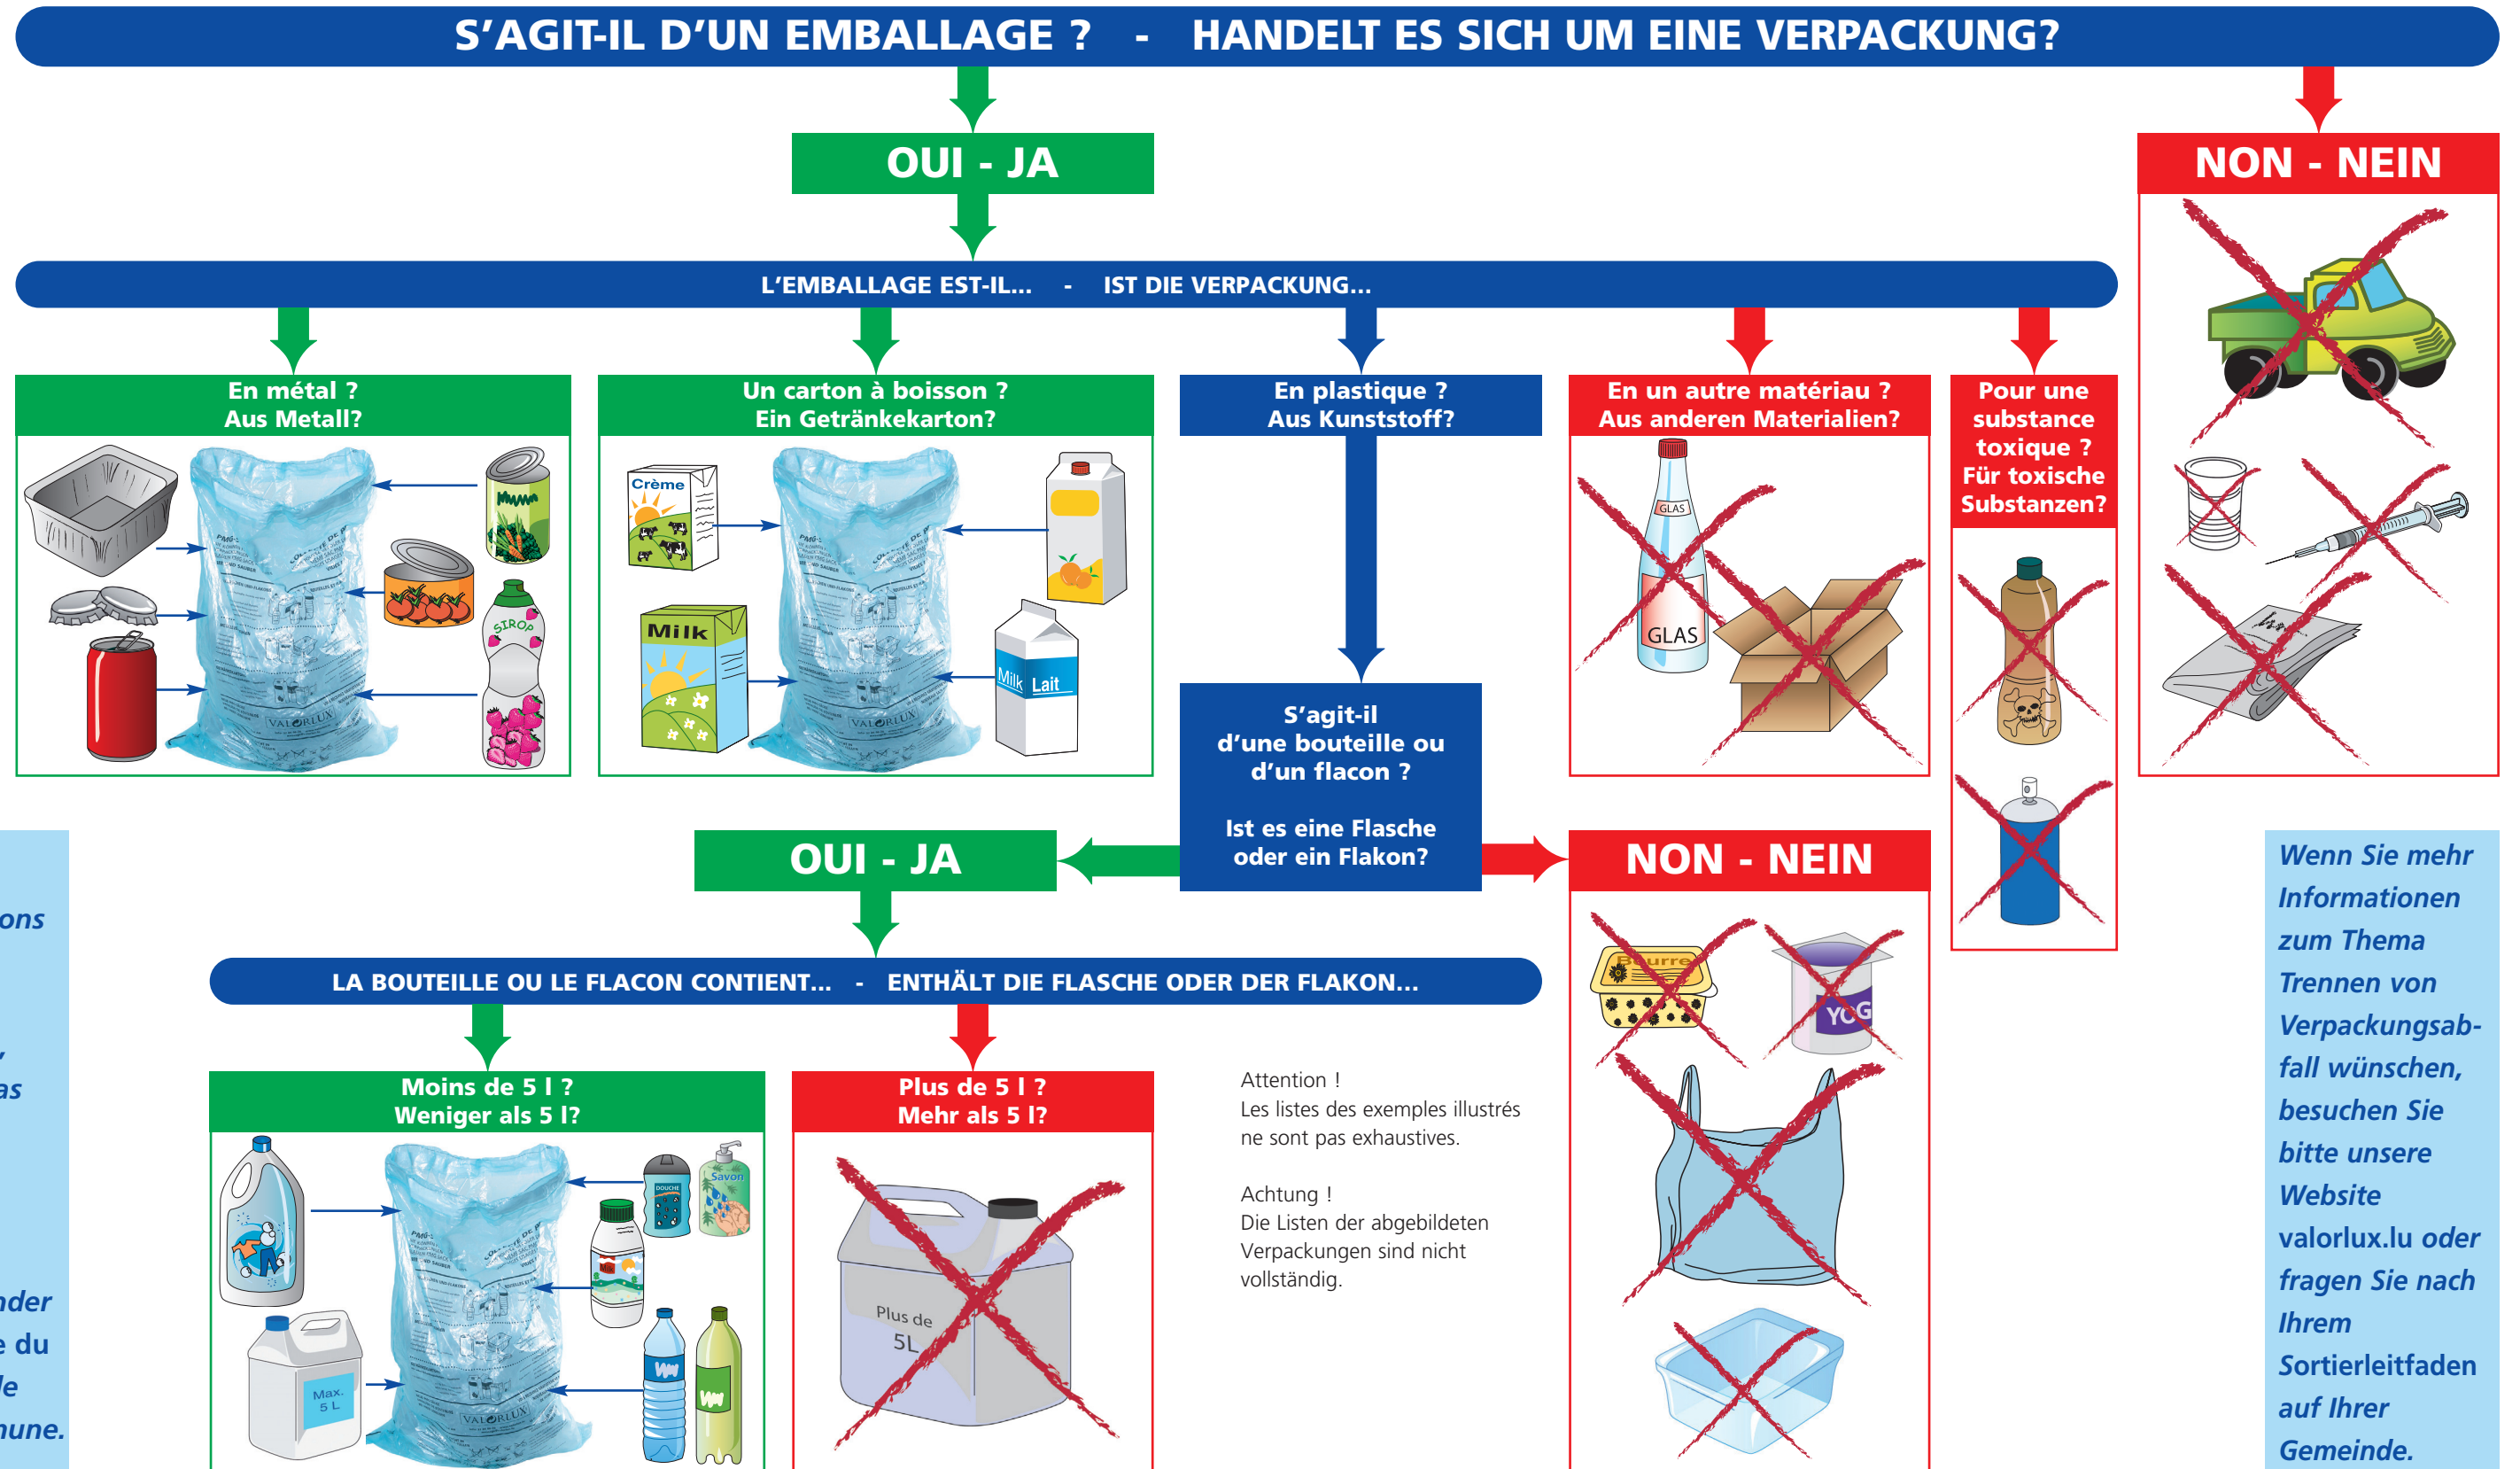 S'AGIT-IL D'UN EMBALLAGE ? - HANDELT ES SICH UM EINE VERPACKUNG?
OUI - JA
NON - NEIN
L'EMBALLAGE EST-IL... - IST DIE VERPACKUNG...
En métal ?
Aus Metall?
SIROP
VALORLUX
Un carton à boisson ?
Ein Getränkekarton?
Crème
Milk
Milk Lait
VALORLUX
En plastique ?
Aus Kunststoff?
En un autre matériau ?
Aus anderen Materialien?
GLAS
GLAS
Pour une
substance
toxique ?
Für toxische
Substanzen?
S'agit-il
d'une bouteille ou
d'un flacon ?
Ist es eine Flasche
oder ein Flakon?
OUI - JA
NON - NEIN
Beurre
YOG
LA BOUTEILLE OU LE FLACON CONTIENT... - ENTHÄLT DIE FLASCHE ODER DER FLAKON...
Moins de 5 l ?
Weniger als 5 l?
DOUCHE
Savon
Max.
5 L
VALORLUX
Plus de 5 l ?
Mehr als 5 l?
Plus de
5L
Attention !
Les listes des exemples illustrés
ne sont pas exhaustives.
Achtung !
Die Listen der abgebildeten
Verpackungen sind nicht
vollständig.
ons
as
nder
e du
le
mune.
Wenn Sie mehr
Informationen
zum Thema
Trennen von
Verpackungsab-
fall wünschen,
besuchen Sie
bitte unsere
Website
valorlux.lu oder
fragen Sie nach
Ihrem
Sortierleitfaden
auf Ihrer
Gemeinde.